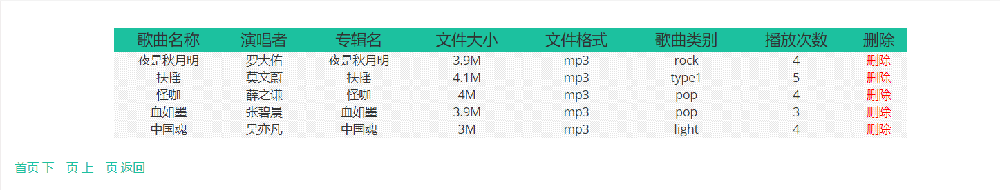 歌曲名称 演唱者 专辑名 文件大小 文件格式 歌曲类别 播放次数 删除
夜是秋月明 罗大佑 夜是秋月明 3.9M mp3 rock 4 删除
扶摇 莫文蔚 扶摇 4.1M mp3 type1 5 删除
怪咖 薛之谦 怪咖 4M mp3 pop 4 删除
血如墨 张碧晨 血如墨 3.9M mp3 pop 3 删除
中国魂 吴亦凡 中国魂 3M mp3 light 4 删除
首页 下一页 上一页 返回